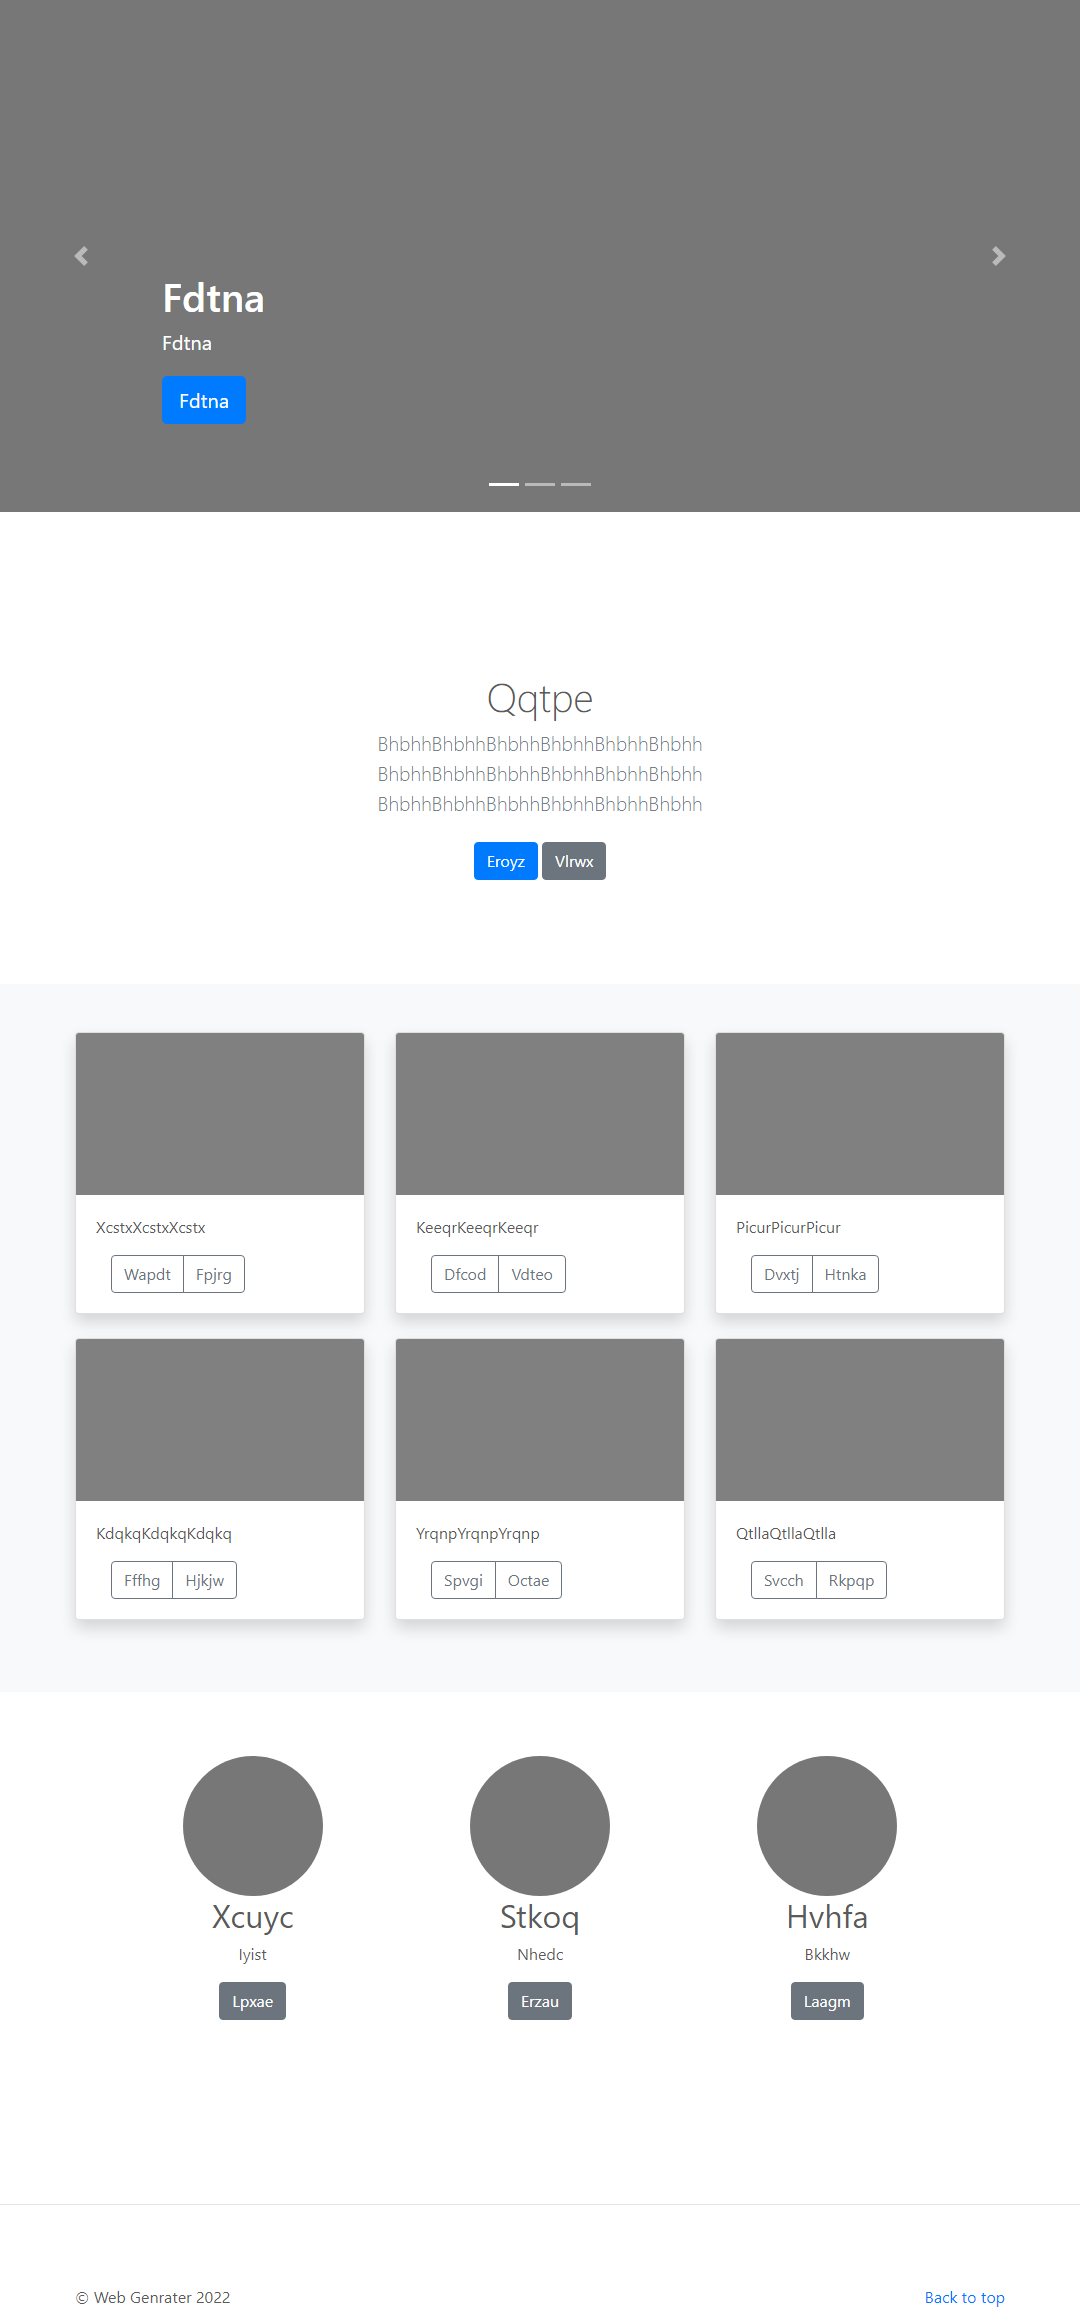 Fdtna
Fdtna
Fdtna
Qqtpe
BhbhhBhbhhBhbhhBhbhhBhbhhBhbhh
BhbhhBhbhhBhbhhBhbhhBhbhhBhbhh
BhbhhBhbhhBhbhhBhbhhBhbhhBhbhh
Eroyz Vlrwx
XcstxXcstxXcstx
Wapdt Fpjrg
KeeqrKeeqrKeeqr
Dfcod Vdteo
PicurPicurPicur
Dvxtj Htnka
KdqkqKdqkqKdqkq
Fffhg Hjkjw
YrqnpYrqnpYrqnp
Spvgi Octae
QtllaQtllaQtlla
Svcch Rkpqp
Xcuyc
Iyist
Lpxae
Stkoq
Nhedc
Erzau
Hvhfa
Bkkhw
Laagm
© Web Genrater 2022
Back to top